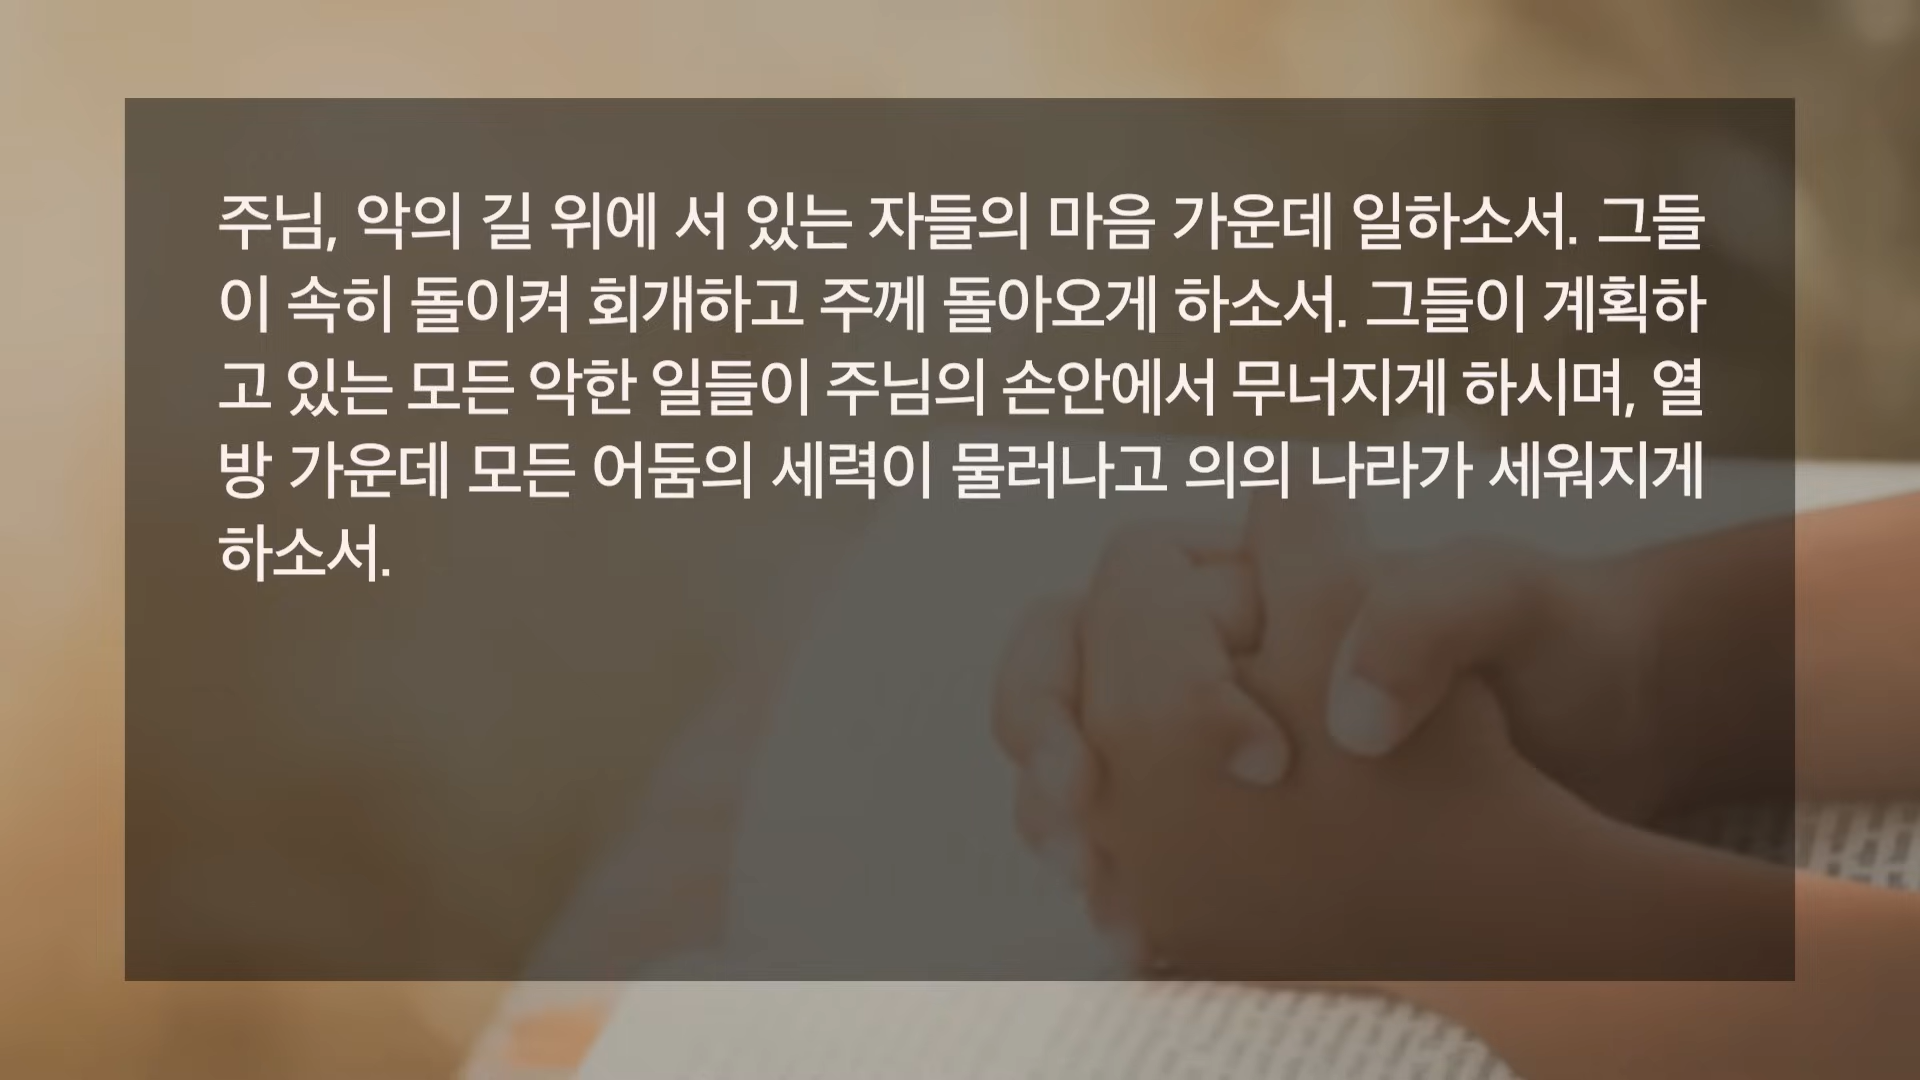 주님, 악의 길 위에 서 있는 자들의 마음 가운데 일하소서. 그들
이 속히 돌이켜 회개하고 주께 돌아오게 하소서. 그들이 계획하
고 있는 모든 악한 일들이 주님의 손안에서 무너지게 하시며, 열
방 가운데 모든 어둠의 세력이 물러나고 의의 나라가 세워지게
하소서.